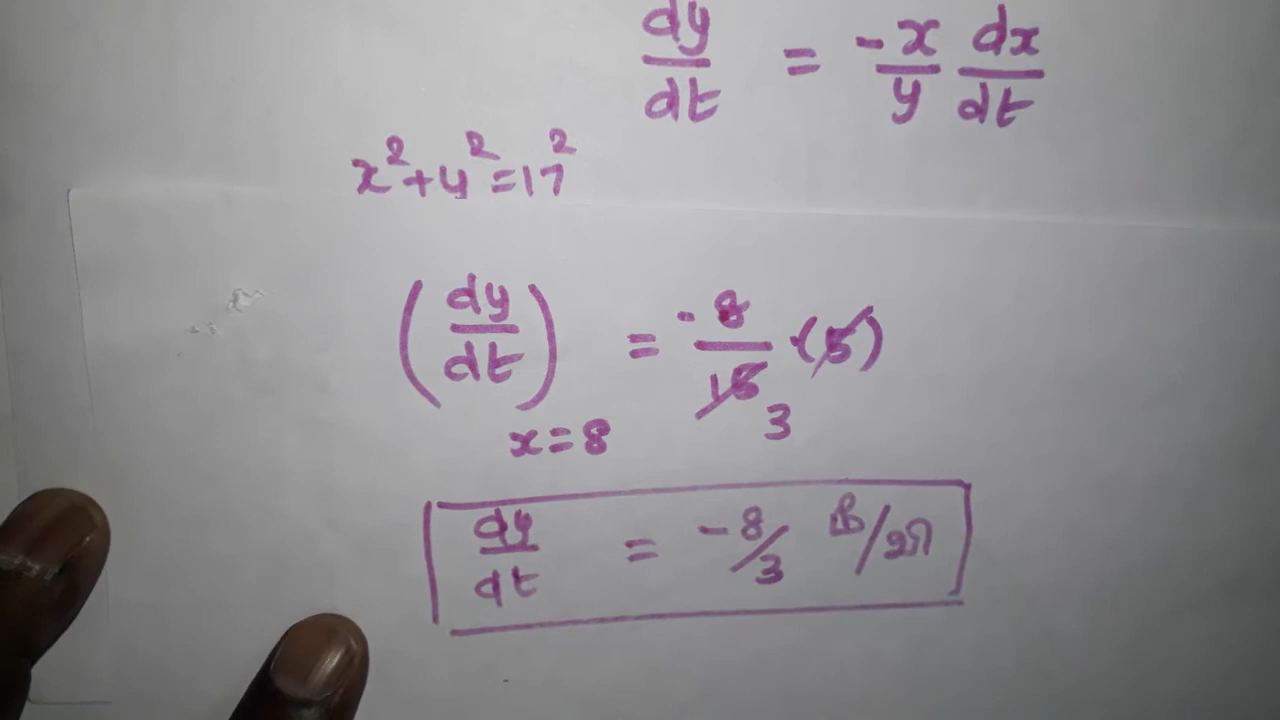 dy/dt = -x/y dx/dt
x² + y² = 17²
(dy/dt)x=8 = -8/15 · (5)
3
dy/dt = -8/3 மீ/வி